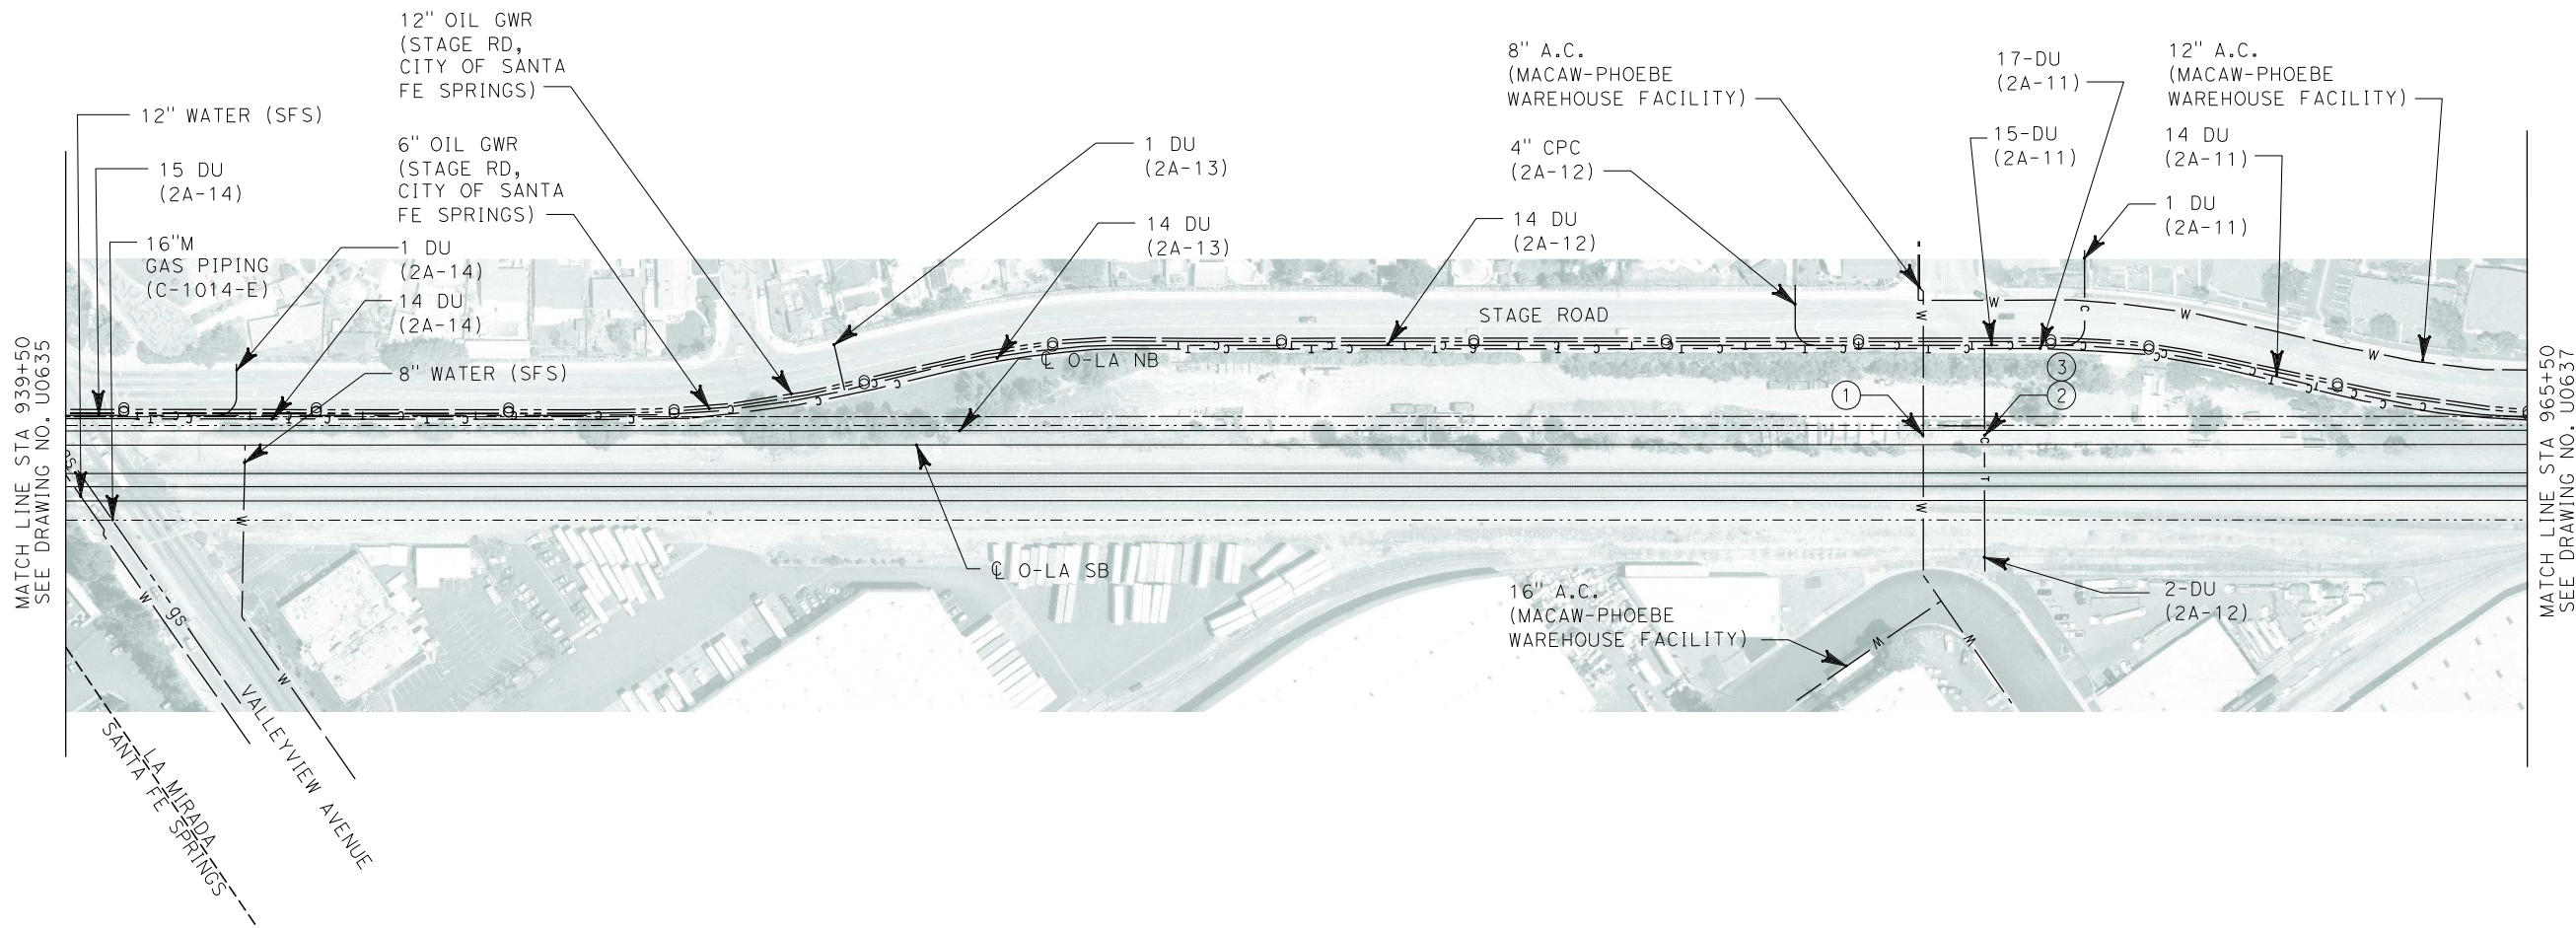 12" OIL GWR
(STAGE RD,
CITY OF SANTA
FE SPRINGS)
8" A.C.
(MACAW-PHOEBE
WAREHOUSE FACILITY)
17-DU
(2A-11)
12" A.C.
(MACAW-PHOEBE
WAREHOUSE FACILITY)
12" WATER (SFS)
6" OIL GWR
(STAGE RD,
CITY OF SANTA
FE SPRINGS)
1 DU
(2A-13)
4" CPC
(2A-12)
15-DU
(2A-11)
14 DU
(2A-11)
15 DU
(2A-14)
1 DU
(2A-11)
14 DU
(2A-13)
14 DU
(2A-12)
16"M
GAS PIPING
(C-1014-E)
1 DU
(2A-14)
14 DU
(2A-14)
STAGE ROAD
℄ O-LA NB
8" WATER (SFS)
1
3
2
℄ O-LA SB
16" A.C.
(MACAW-PHOEBE
WAREHOUSE FACILITY)
2-DU
(2A-12)
gs
VALLEYVIEW AVENUE
LA MIRADA
SANTA FE SPRINGS
MATCH LINE STA 939+50
SEE DRAWING NO. U0635
MATCH LINE STA 965+50
SEE DRAWING NO. U0637